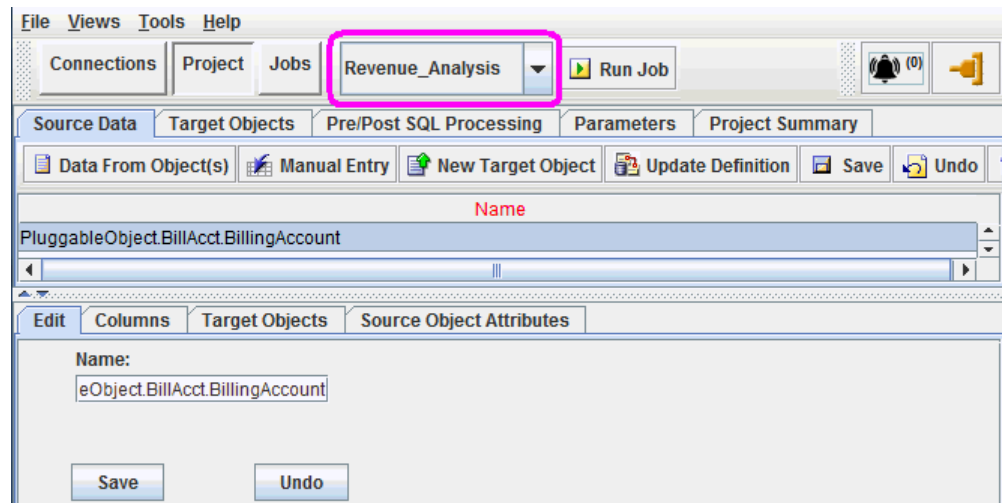 File Views Tools Help
Connections Project Jobs Revenue_Analysis Run Job (0)
Source Data Target Objects Pre/Post SQL Processing Parameters Project Summary
Data From Object(s) Manual Entry New Target Object Update Definition Save Undo
Name
PluggableObject.BillAcct.BillingAccount
Edit Columns Target Objects Source Object Attributes
Name:
eObject.BillAcct.BillingAccount
Save Undo